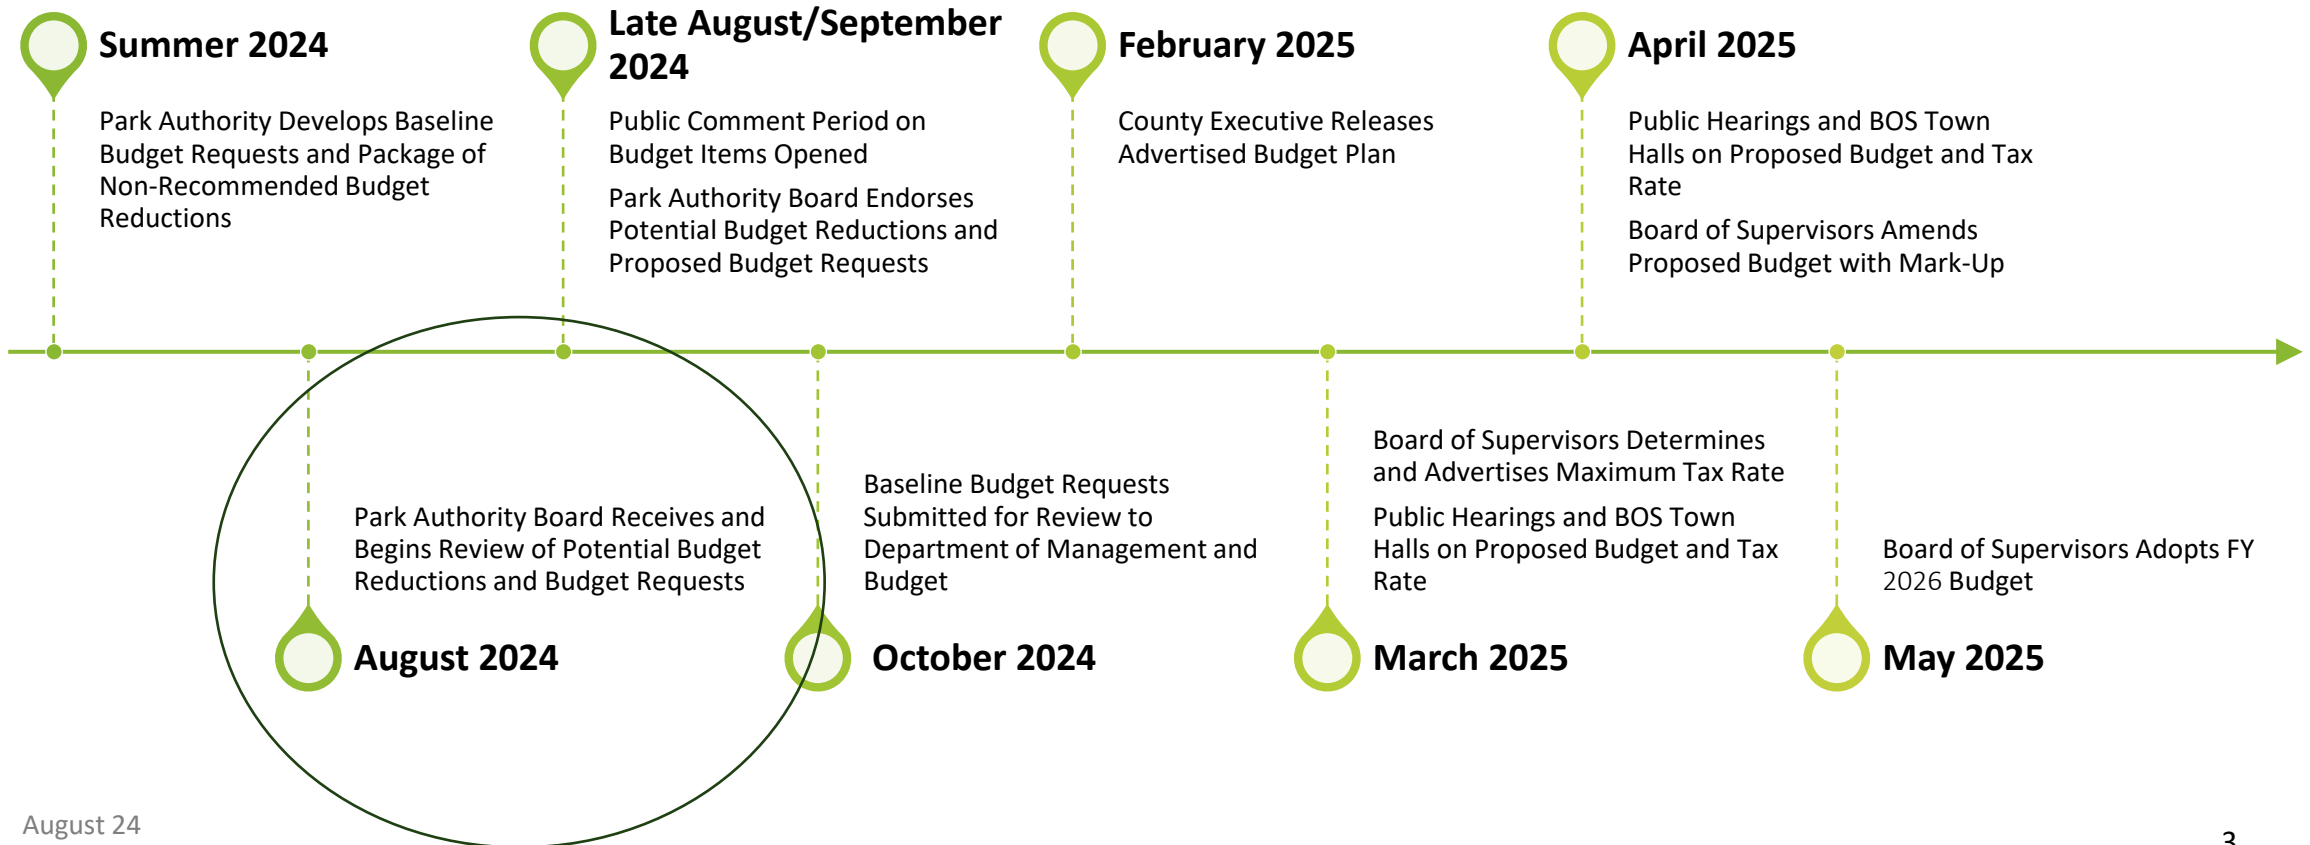 Summer 2024
Park Authority Develops Baseline
Budget Requests and Package of
Non-Recommended Budget
Reductions
Late August/September
2024
Public Comment Period on
Budget Items Opened
Park Authority Board Endorses
Potential Budget Reductions and
Proposed Budget Requests
February 2025
County Executive Releases
Advertised Budget Plan
April 2025
Public Hearings and BOS Town
Halls on Proposed Budget and Tax
Rate
Board of Supervisors Amends
Proposed Budget with Mark-Up
Park Authority Board Receives and
Begins Review of Potential Budget
Reductions and Budget Requests
August 2024
Baseline Budget Requests
Submitted for Review to
Department of Management and
Budget
October 2024
Board of Supervisors Determines
and Advertises Maximum Tax Rate
Public Hearings and BOS Town
Halls on Proposed Budget and Tax
Rate
March 2025
Board of Supervisors Adopts FY
2026 Budget
May 2025
August 24
3